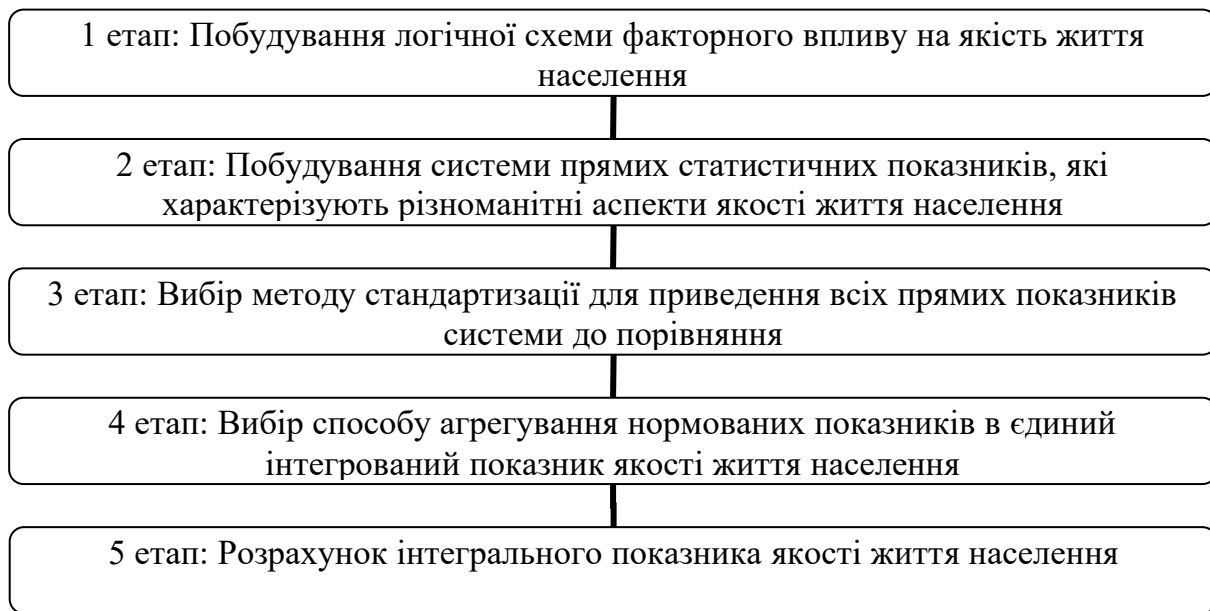 1 етап: Побудування логічної схеми факторного впливу на якість життя
населення
2 етап: Побудування системи прямих статистичних показників, які
характерізують різноманітні аспекти якості життя населення
3 етап: Вибір методу стандартизації для приведення всіх прямих показників
системи до порівняння
4 етап: Вибір способу агрегування нормованих показників в єдиний
інтегрований показник якості життя населення
5 етап: Розрахунок інтегрального показника якості життя населення